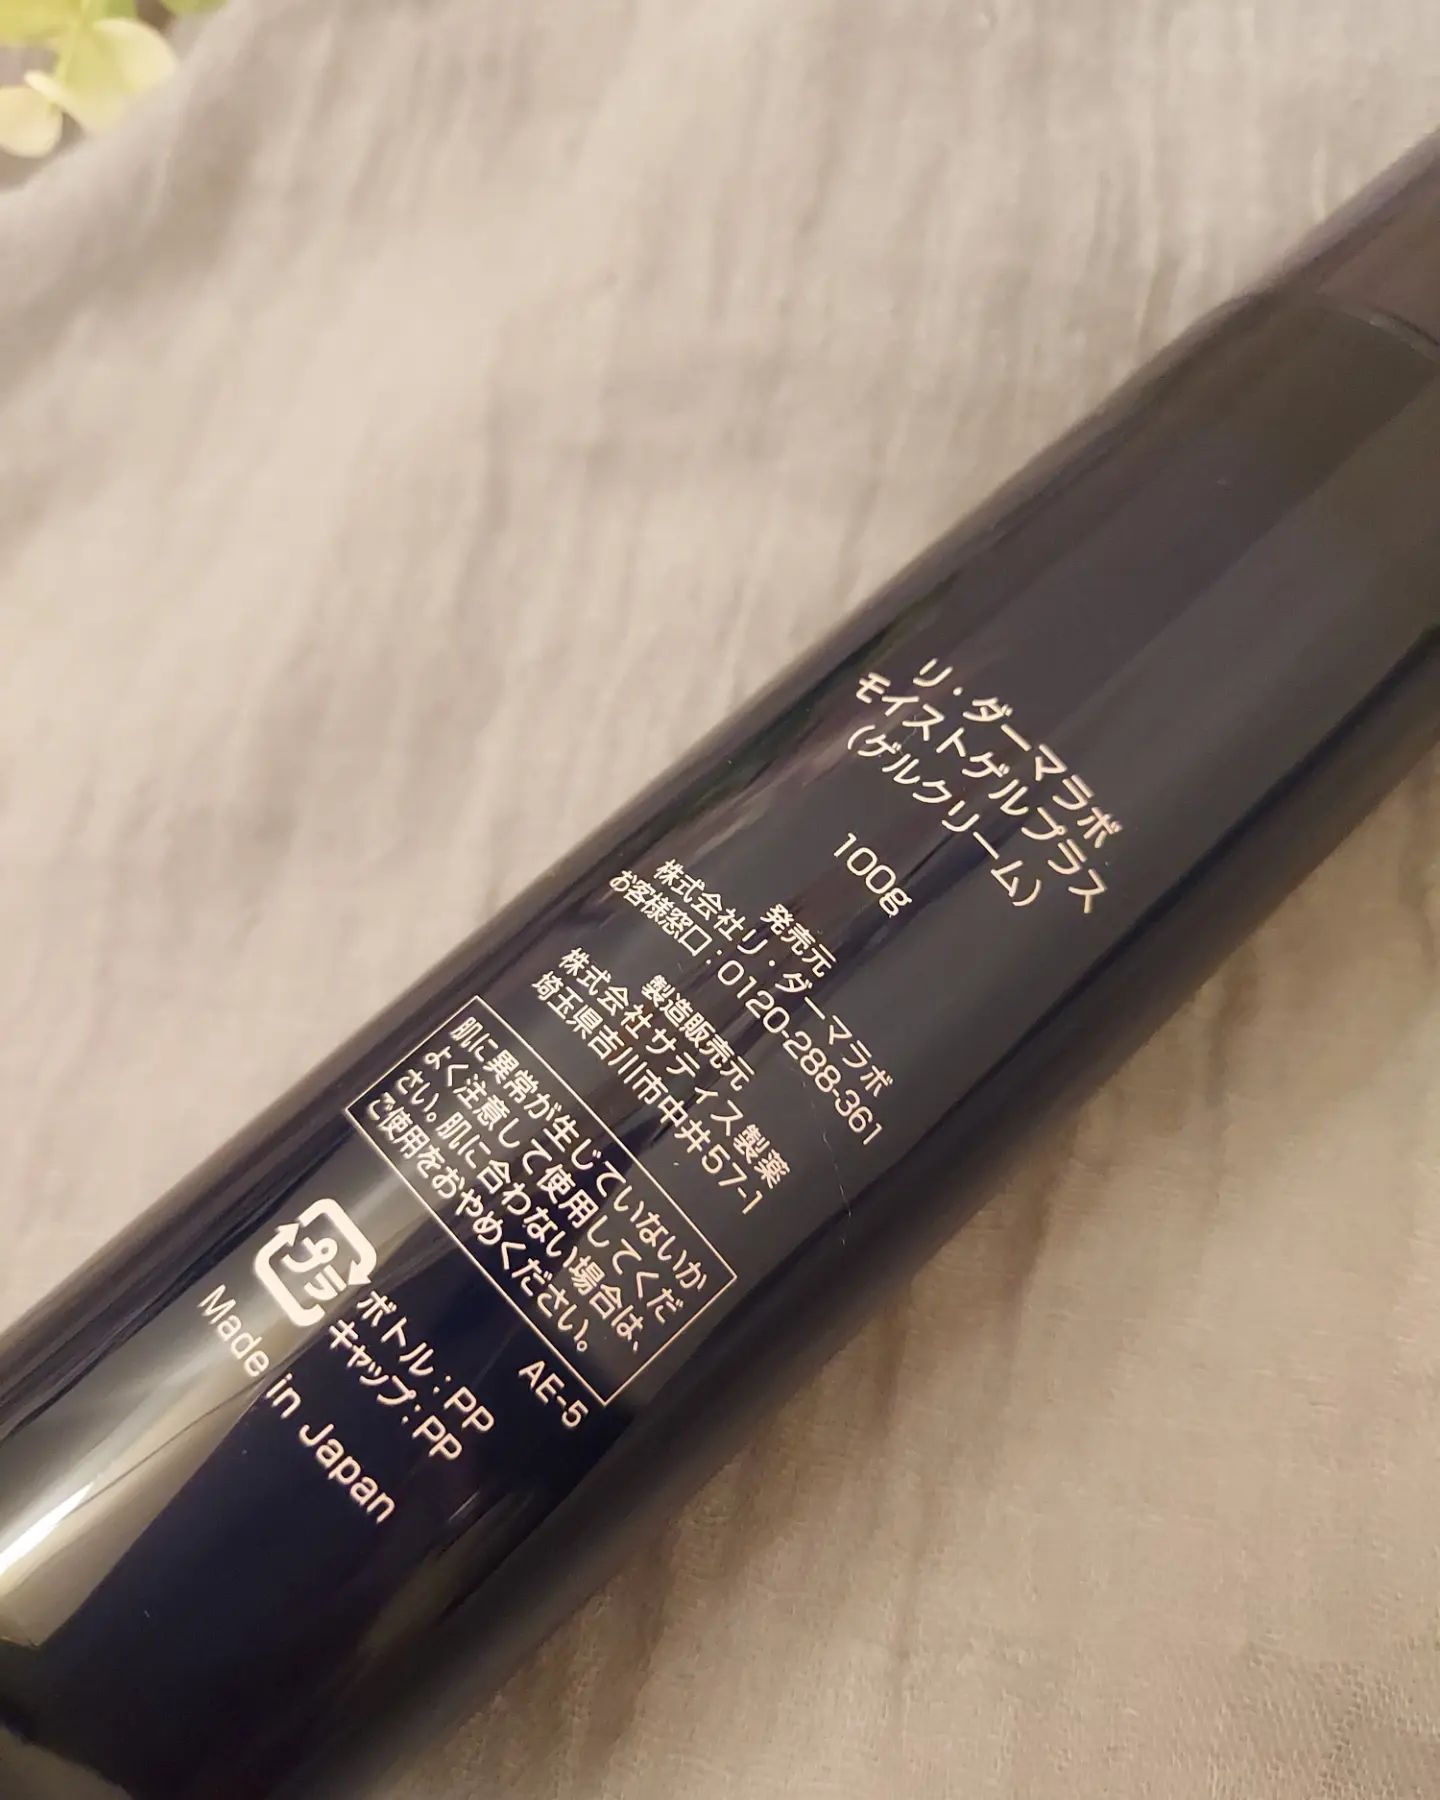 リ・ダーマラボ
モイストゲルプラス
(ゲルクリーム)
100g
発売元
株式会社リ・ダーマラボ
お客様窓口:0120-288-361
製造販売元
株式会社サティス製薬
埼玉県吉川市中井57-1
肌に異常が生じていないか
よく注意して使用してくだ
さい。肌に合わない場合は、
ご使用をおやめください。
AE-5
プラ
ボトル:PP
キャップ:PP
Made in Japan